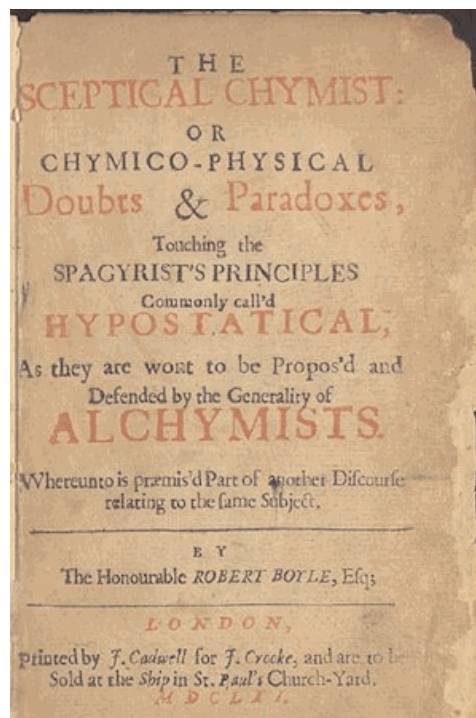 THE
SCEPTICAL CHYMIST:
OR
CHYMICO-PHYSICAL
Doubts & Paradoxes,
Touching the
SPAGYRIST'S PRINCIPLES
Commonly call'd
HYPOSTATICAL,
As they are wont to be Propos'd and
Defended by the Generality of
ALCHYMISTS.
Whereunto is præmis'd Part of another Discourse
relating to the same Subject.
BY
The Honourable ROBERT BOYLE, Esq;
LONDON,
Printed by J. Cadwell for J. Crooke, and are to be
Sold at the Ship in St. Paul's Church-Yard.
MDCLXI.